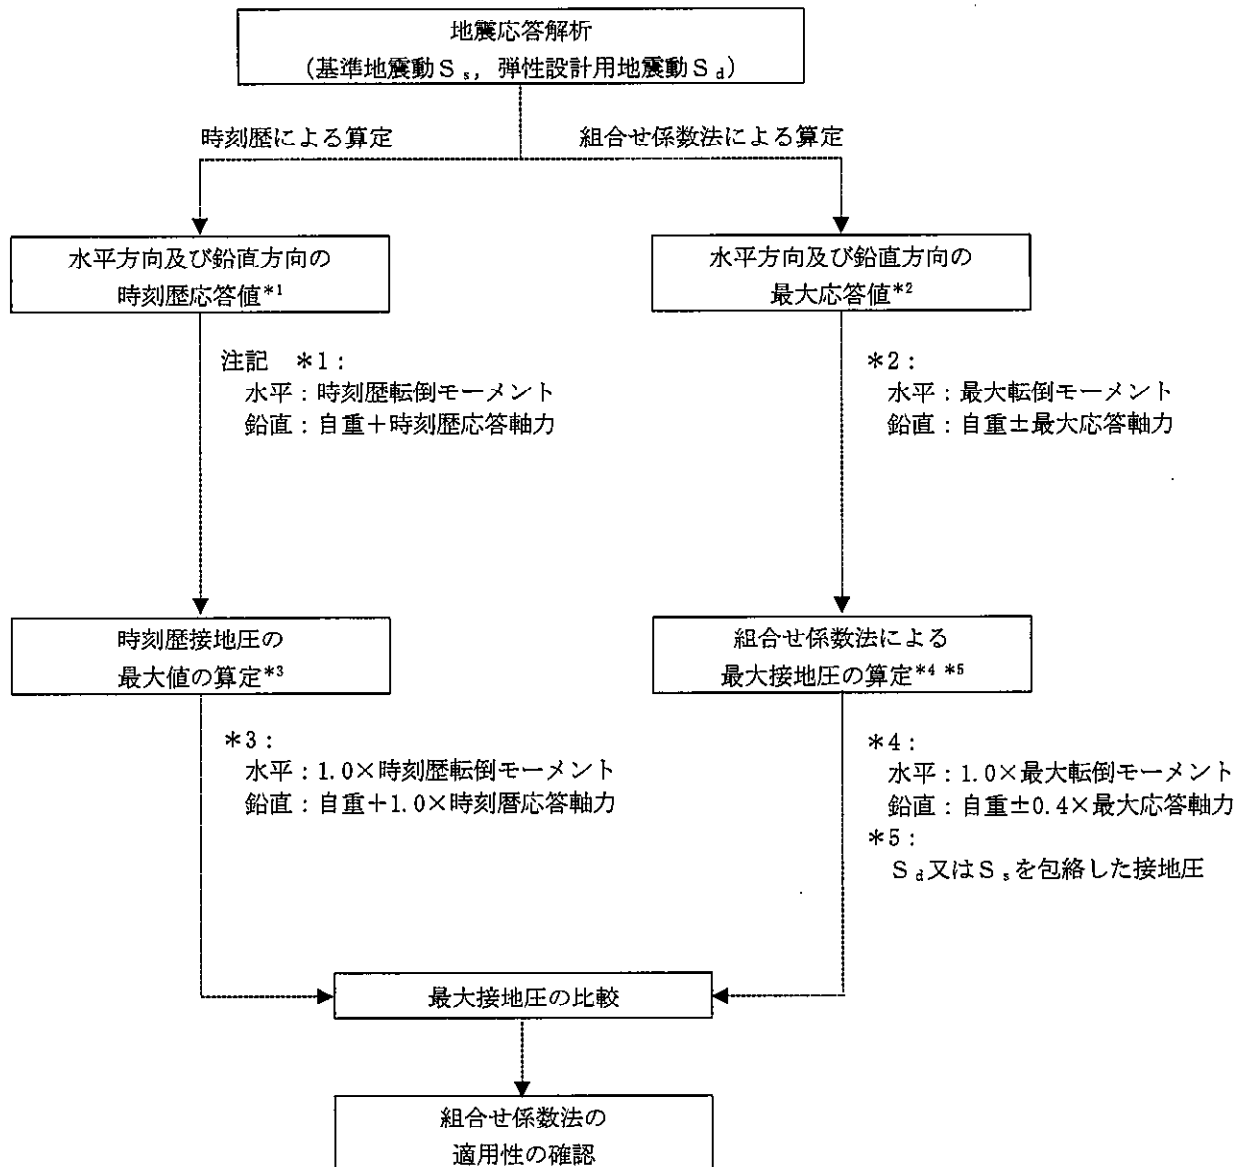 地震応答解析
(基準地震動Ｓｓ, 弾性設計用地震動Ｓｄ)
時刻歴による算定
組合せ係数法による算定
水平方向及び鉛直方向の
時刻歴応答値*1
水平方向及び鉛直方向の
最大応答値*2
注記　＊1：
水平：時刻歴転倒モーメント
鉛直：自重＋時刻歴応答軸力
＊2：
水平：最大転倒モーメント
鉛直：自重±最大応答軸力
時刻歴接地圧の
最大値の算定*3
組合せ係数法による
最大接地圧の算定*4 *5
＊3：
水平：1.0×時刻歴転倒モーメント
鉛直：自重＋1.0×時刻暦応答軸力
＊4：
水平：1.0×最大転倒モーメント
鉛直：自重±0.4×最大応答軸力
＊5：
Ｓｄ又はＳｓを包絡した接地圧
最大接地圧の比較
組合せ係数法の
適用性の確認